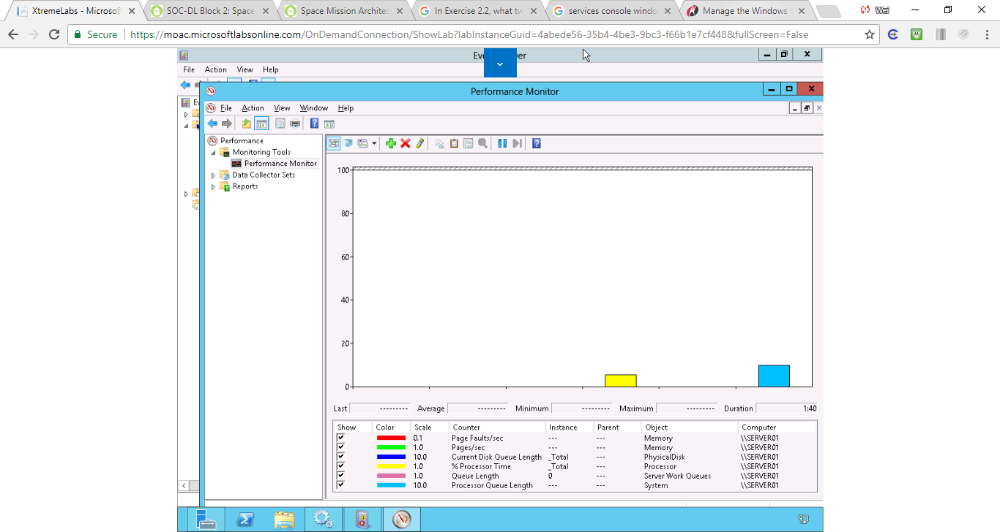 XtremeLabs - Microsoft
SOC-DL Block 2: Space
Space Mission Architec
In Exercise 2.2, what tw
services console windo
Manage the Windows
Wei
Secure
https://moac.microsoftlabsonline.com/OnDemandConnection/ShowLab?labInstanceGuid=4abede56-35b4-4be3-9bc3-f66b1e7cf448&fullScreen=False
File Action View Help
Performance Monitor
File Action View Window Help
Performance
Monitoring Tools
Performance Monitor
Data Collector Sets
Reports
100
80
60
40
20
0
Last --------- Average --------- Minimum --------- Maximum --------- Duration 1:40
Show Color Scale Counter Instance Parent Object Computer
0.1 Page Faults/sec --- --- Memory \\SERVER01
1.0 Pages/sec --- --- Memory \\SERVER01
10.0 Current Disk Queue Length _Total --- PhysicalDisk \\SERVER01
1.0 % Processor Time _Total --- Processor \\SERVER01
1.0 Queue Length 0 --- Server Work Queues \\SERVER01
10.0 Processor Queue Length --- --- System \\SERVER01